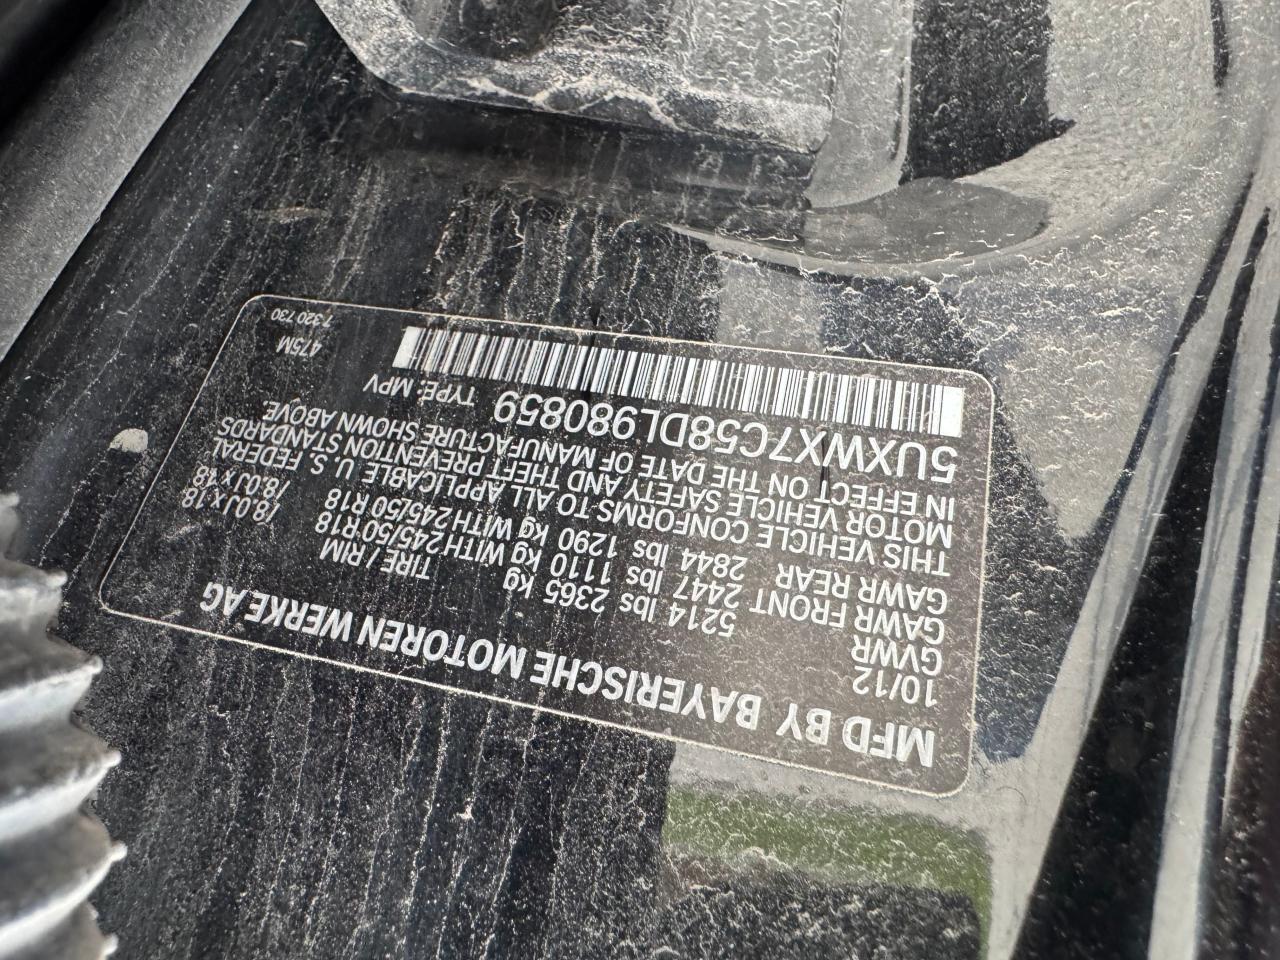 MFD BY BAYERISCHE MOTOREN WERKE AG
10/12
GVWR 5214 lbs 2365 kg TIRE / RIM
GAWR FRONT 2447 lbs 1110 kg WITH 245/50 R18 /8.0J x 18
GAWR REAR 2844 lbs 1290 kg WITH 245/50 R18 /8.0J x 18
THIS VEHICLE CONFORMS TO ALL APPLICABLE U. S. FEDERAL
MOTOR VEHICLE SAFETY AND THEFT PREVENTION STANDARDS
IN EFFECT ON THE DATE OF MANUFACTURE SHOWN ABOVE.
5UXWX7C58DL980859 TYPE: MPV
475M
7 320 730